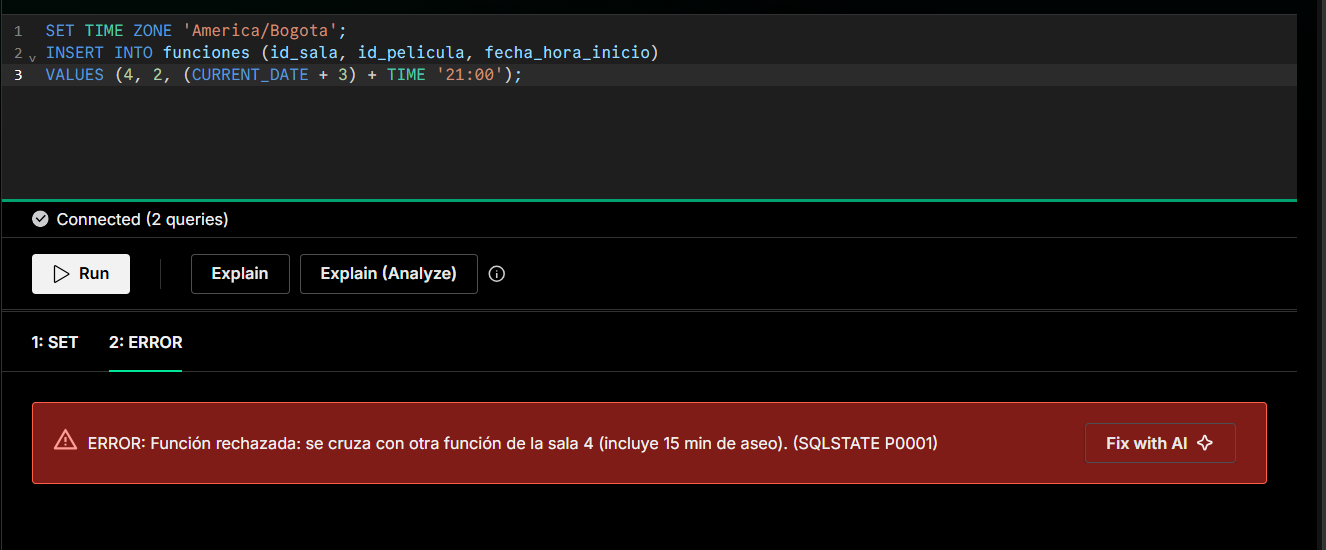 1 SET TIME ZONE 'America/Bogota';
2 INSERT INTO funciones (id_sala, id_pelicula, fecha_hora_inicio)
3 VALUES (4, 2, (CURRENT_DATE + 3) + TIME '21:00');
Connected (2 queries)
Run Explain Explain (Analyze)
1: SET 2: ERROR
ERROR: Función rechazada: se cruza con otra función de la sala 4 (incluye 15 min de aseo). (SQLSTATE P0001) Fix with AI